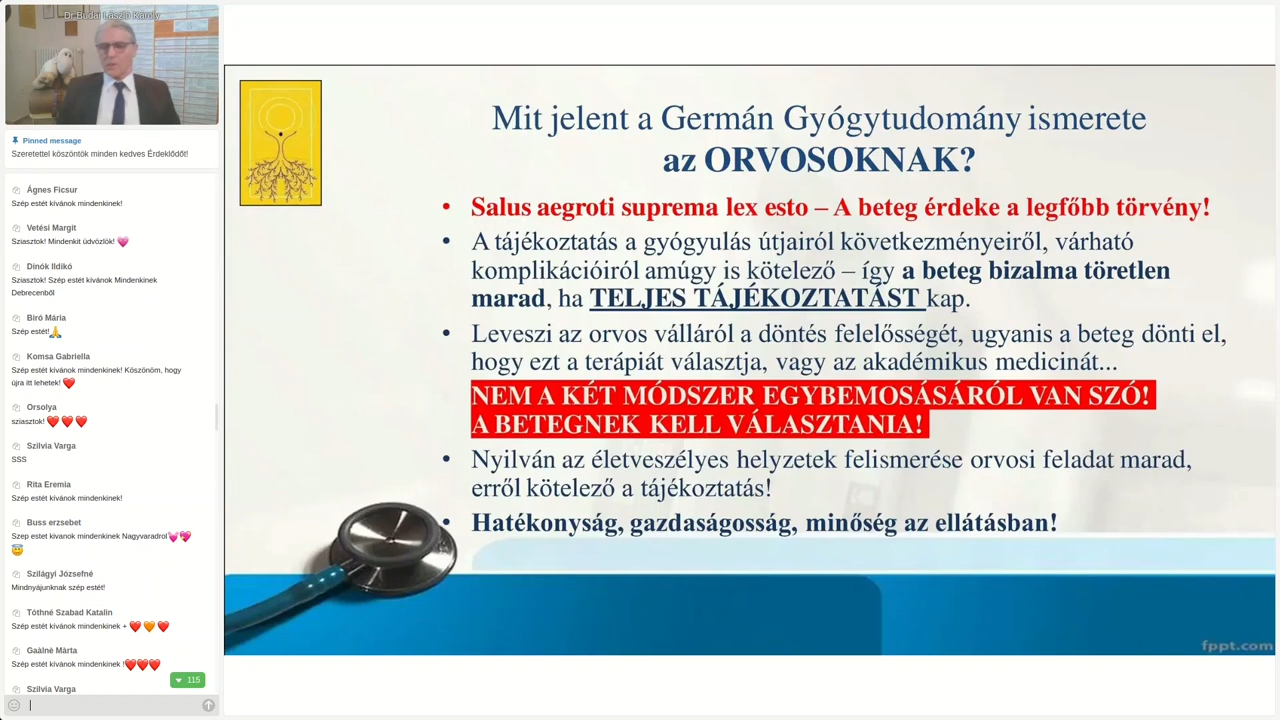 Dr Budai László Károly
Pinned message
Szeretettel köszöntök minden kedves Érdeklődőt!
Ágnes Ficsur
Szép estét kívánok mindenkinek!
Vetési Margit
Sziasztok! Mindenkit üdvözlök! 💗
Dinók Ildikó
Sziasztok! Szép estét kívánok Mindenkinek
Debrecenből
Bíró Mária
Szép estét!🙏
Komsa Gabriella
Szép estét kívánok mindenkinek! Köszönöm, hogy
újra itt lehetek! ❤️
Orsolya
sziasztok! ❤️ ❤️ ❤️
Szilvia Varga
SSS
Rita Eremia
Szép estét kívánok mindenkinek!
Buss erzsebet
Szep estet kivanok mindenkinek Nagyvaradrol💓💖
😇
Szilágyi Józsefné
Mindnyájunknak szép estét!
Tóthné Szabad Katalin
Szép estét kívánok mindenkinek + ❤️ 🧡 ❤️
Gaàlnè Màrta
Szép estét kívánok mindenkinek !❤️❤️❤️
Szilvia Varga
115
Mit jelent a Germán Gyógytudomány ismerete
az ORVOSOKNAK?
• Salus aegroti suprema lex esto – A beteg érdeke a legfőbb törvény!
• A tájékoztatás a gyógyulás útjairól következményeiről, várható
komplikációiról amúgy is kötelező – így a beteg bizalma töretlen
marad, ha TELJES TÁJÉKOZTATÁST kap.
• Leveszi az orvos válláról a döntés felelősségét, ugyanis a beteg dönti el,
hogy ezt a terápiát választja, vagy az akadémikus medicinát...
NEM A KÉT MÓDSZER EGYBEMOSÁSÁRÓL VAN SZÓ!
A BETEGNEK KELL VÁLASZTANIA!
• Nyilván az életveszélyes helyzetek felismerése orvosi feladat marad,
erről kötelező a tájékoztatás!
• Hatékonyság, gazdaságosság, minőség az ellátásban!
fppt.com